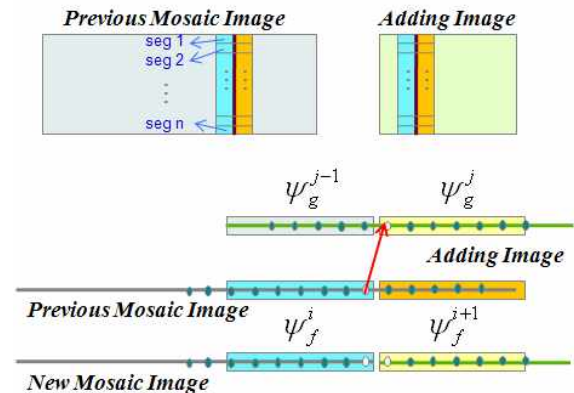 Previous Mosaic Image
Adding Image
seg 1
seg 2
seg n
ψ_g^{j-1}
ψ_g^{j}
Adding Image
Previous Mosaic Image
ψ_f^{i}
ψ_f^{i+1}
New Mosaic Image